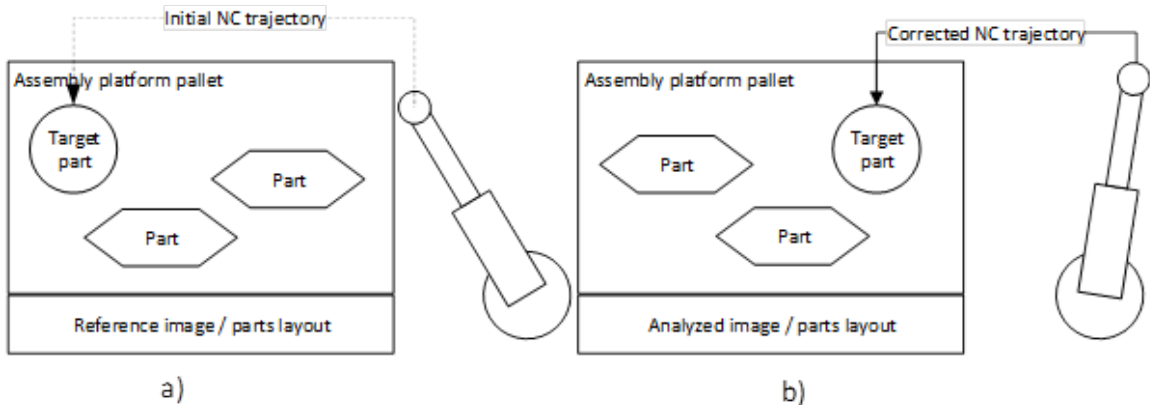 Initial NC trajectory
Assembly platform pallet
Target
part
Part
Part
Reference image / parts layout
a)
Corrected NC trajectory
Assembly platform pallet
Target
part
Part
Part
Analyzed image / parts layout
b)